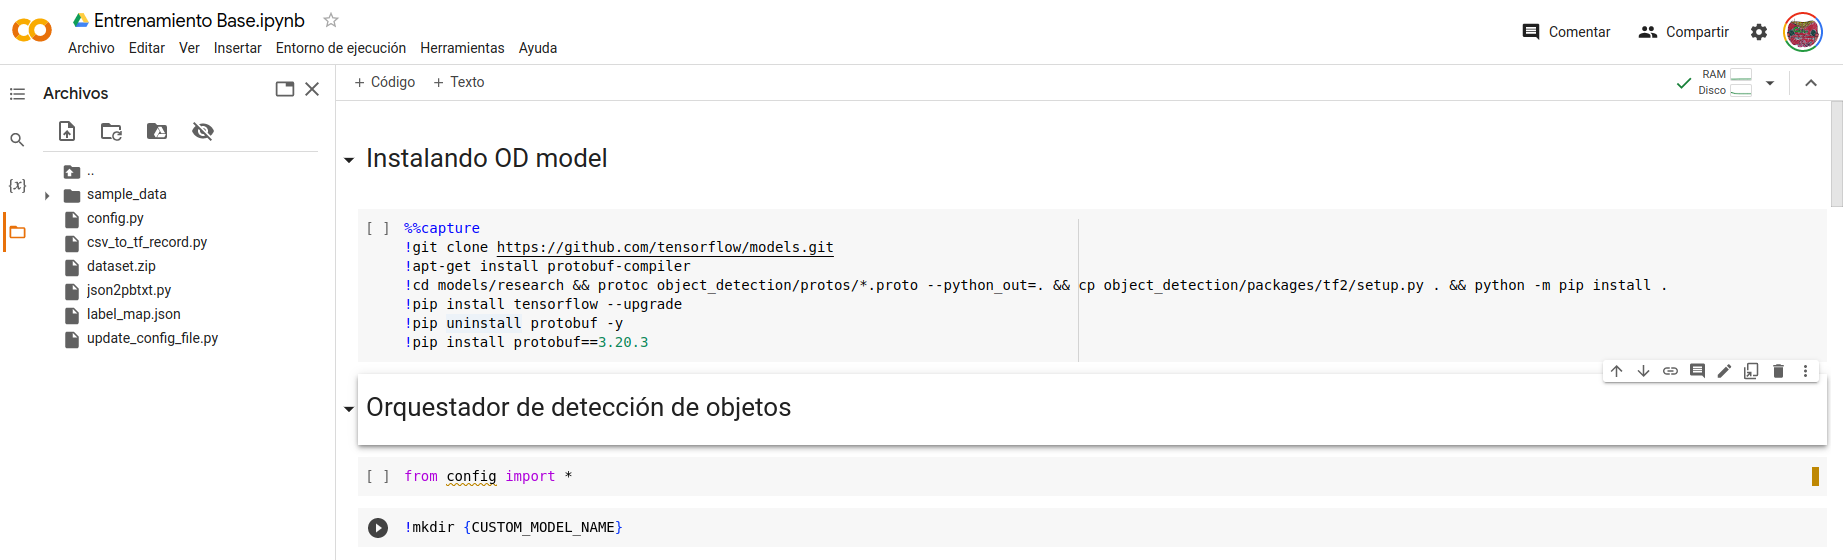 Entrenamiento Base.ipynb
Archivo Editar Ver Insertar Entorno de ejecución Herramientas Ayuda
Comentar Compartir
Archivos
+ Código + Texto
RAM
Disco
..
sample_data
config.py
csv_to_tf_record.py
dataset.zip
json2pbtxt.py
label_map.json
update_config_file.py
{x}
Instalando OD model
[ ] %%capture
!git clone https://github.com/tensorflow/models.git
!apt-get install protobuf-compiler
!cd models/research && protoc object_detection/protos/*.proto --python_out=. && cp object_detection/packages/tf2/setup.py . && python -m pip install .
!pip install tensorflow --upgrade
!pip uninstall protobuf -y
!pip install protobuf==3.20.3
Orquestador de detección de objetos
[ ] from config import *
!mkdir {CUSTOM_MODEL_NAME}